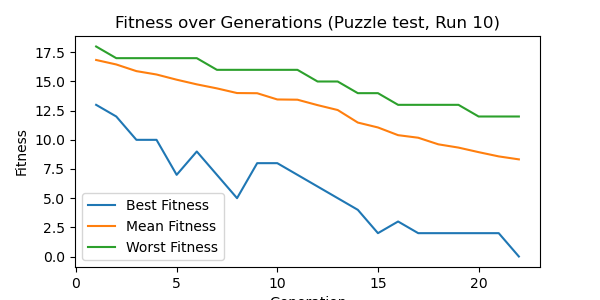 Fitness over Generations (Puzzle test, Run 10)
Fitness
17.5
15.0
12.5
10.0
7.5
5.0
2.5
0.0
Best Fitness
Mean Fitness
Worst Fitness
0 5 10 15 20
Generation